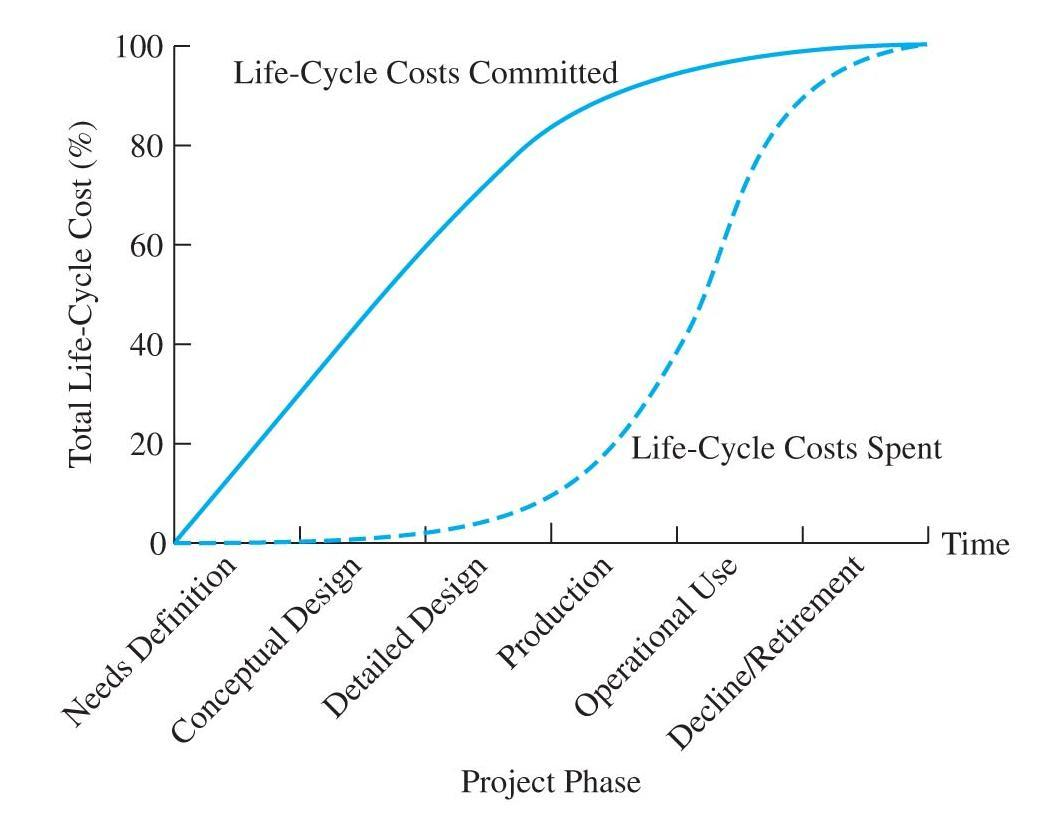 100
Life-Cycle Costs Committed
80
60
40
20
0
Total Life-Cycle Cost (%)
Life-Cycle Costs Spent
Time
Needs Definition
Conceptual Design
Detailed Design
Production
Operational Use
Decline/Retirement
Project Phase